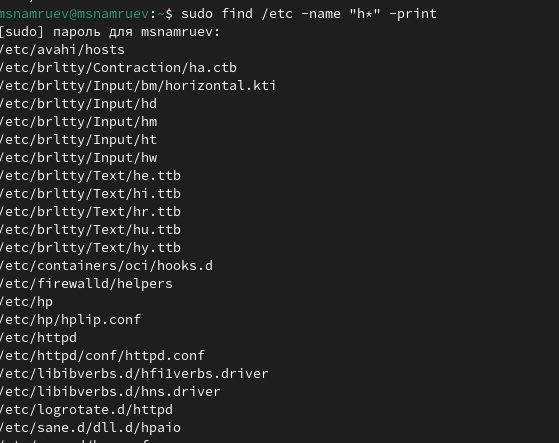 msnamruev@msnamruev:~$ sudo find /etc -name "h*" -print
[sudo] пароль для msnamruev:
/etc/avahi/hosts
/etc/brltty/Contraction/ha.ctb
/etc/brltty/Input/bm/horizontal.kti
/etc/brltty/Input/hd
/etc/brltty/Input/hm
/etc/brltty/Input/ht
/etc/brltty/Input/hw
/etc/brltty/Text/he.ttb
/etc/brltty/Text/hi.ttb
/etc/brltty/Text/hr.ttb
/etc/brltty/Text/hu.ttb
/etc/brltty/Text/hy.ttb
/etc/containers/oci/hooks.d
/etc/firewalld/helpers
/etc/hp
/etc/hp/hplip.conf
/etc/httpd
/etc/httpd/conf/httpd.conf
/etc/libibverbs.d/hfi1verbs.driver
/etc/libibverbs.d/hns.driver
/etc/logrotate.d/httpd
/etc/sane.d/dll.d/hpaio